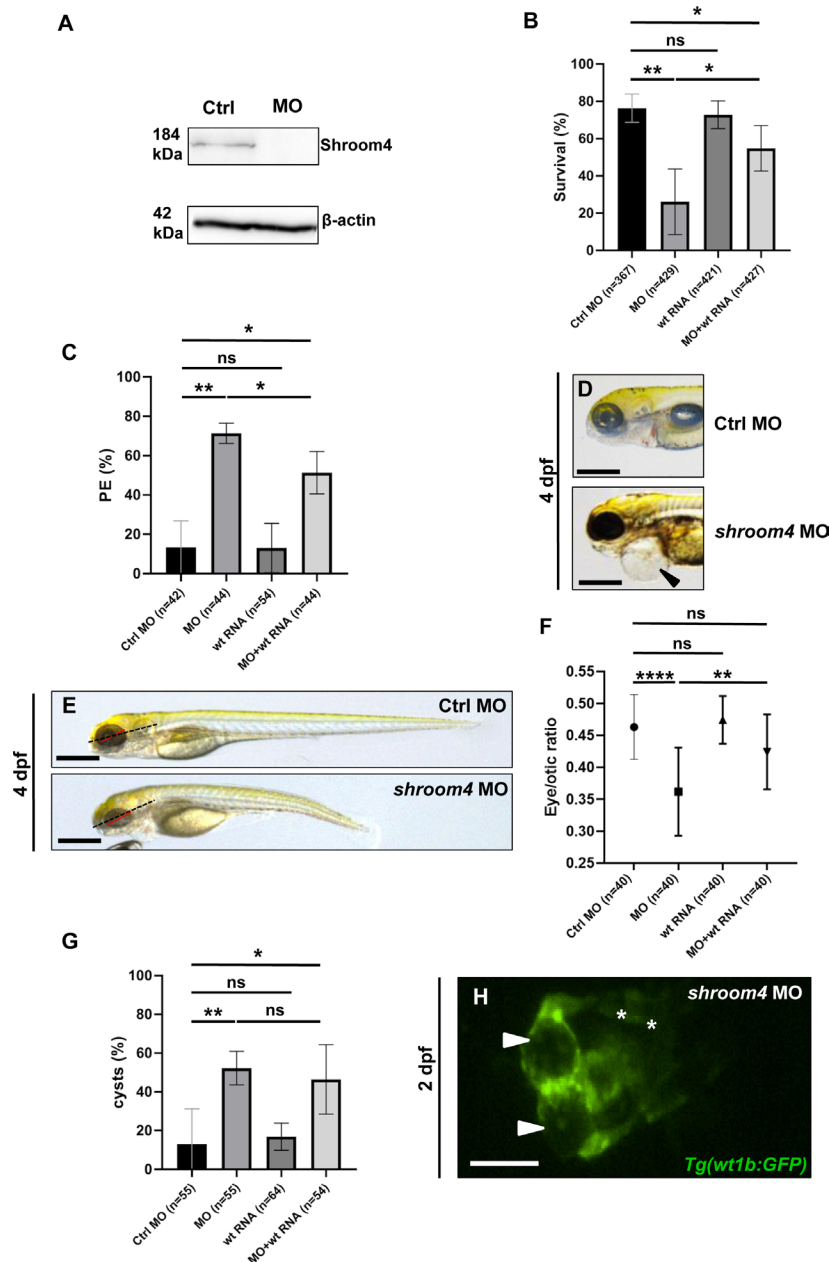 A
Ctrl MO
184
kDa
Shroom4
42
kDa
β-actin
B
*
ns
** *
Survival (%)
100
80
60
40
20
0
Ctrl MO (n=367)
MO (n=429)
wt RNA (n=421)
MO+wt RNA (n=427)
C
*
ns
** *
PE (%)
100
80
60
40
20
0
Ctrl MO (n=42)
MO (n=44)
wt RNA (n=54)
MO+wt RNA (n=44)
4 dpf
D
Ctrl MO
shroom4 MO
4 dpf
E
Ctrl MO
shroom4 MO
F
ns
ns
**** **
Eye/otic ratio
0.55
0.50
0.45
0.40
0.35
0.30
0.25
Ctrl MO (n=40)
MO (n=40)
wt RNA (n=40)
MO+wt RNA (n=40)
G
*
ns
** ns
cysts (%)
100
80
60
40
20
0
Ctrl MO (n=55)
MO (n=55)
wt RNA (n=64)
MO+wt RNA (n=54)
2 dpf
H
shroom4 MO
* *
Tg(wt1b:GFP)